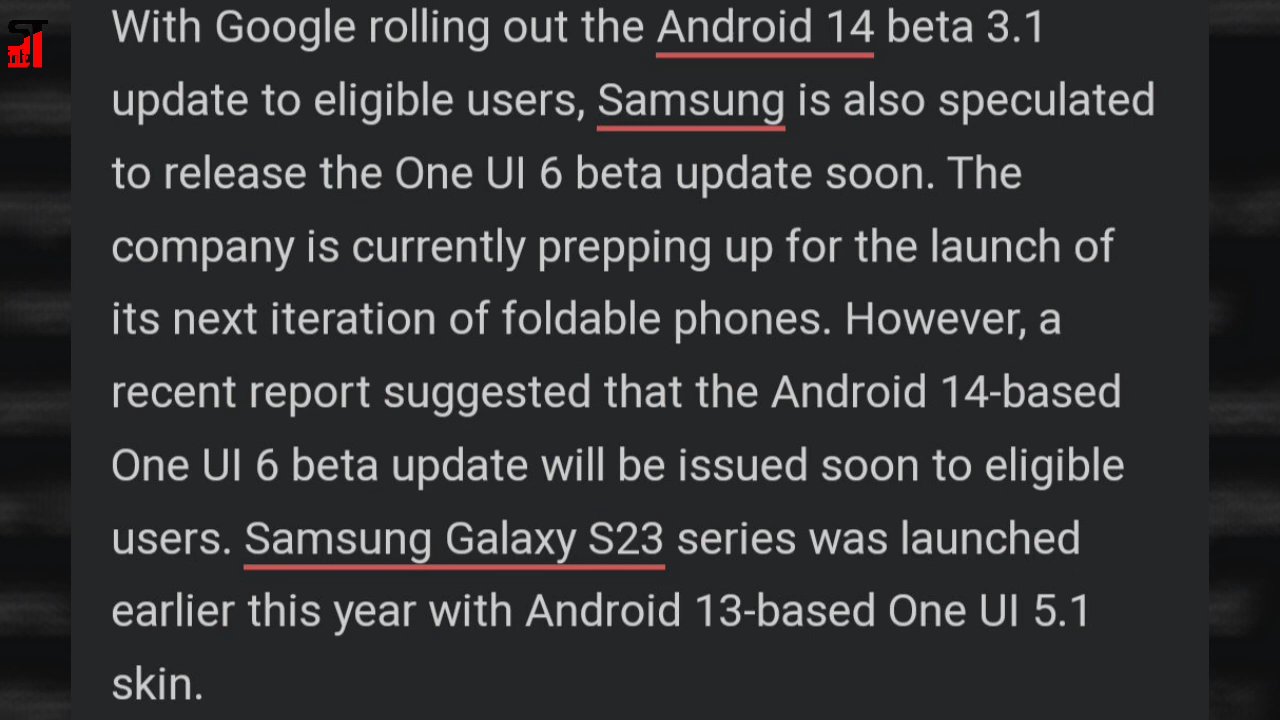 ST
With Google rolling out the Android 14 beta 3.1
update to eligible users, Samsung is also speculated
to release the One UI 6 beta update soon. The
company is currently prepping up for the launch of
its next iteration of foldable phones. However, a
recent report suggested that the Android 14-based
One UI 6 beta update will be issued soon to eligible
users. Samsung Galaxy S23 series was launched
earlier this year with Android 13-based One UI 5.1
skin.